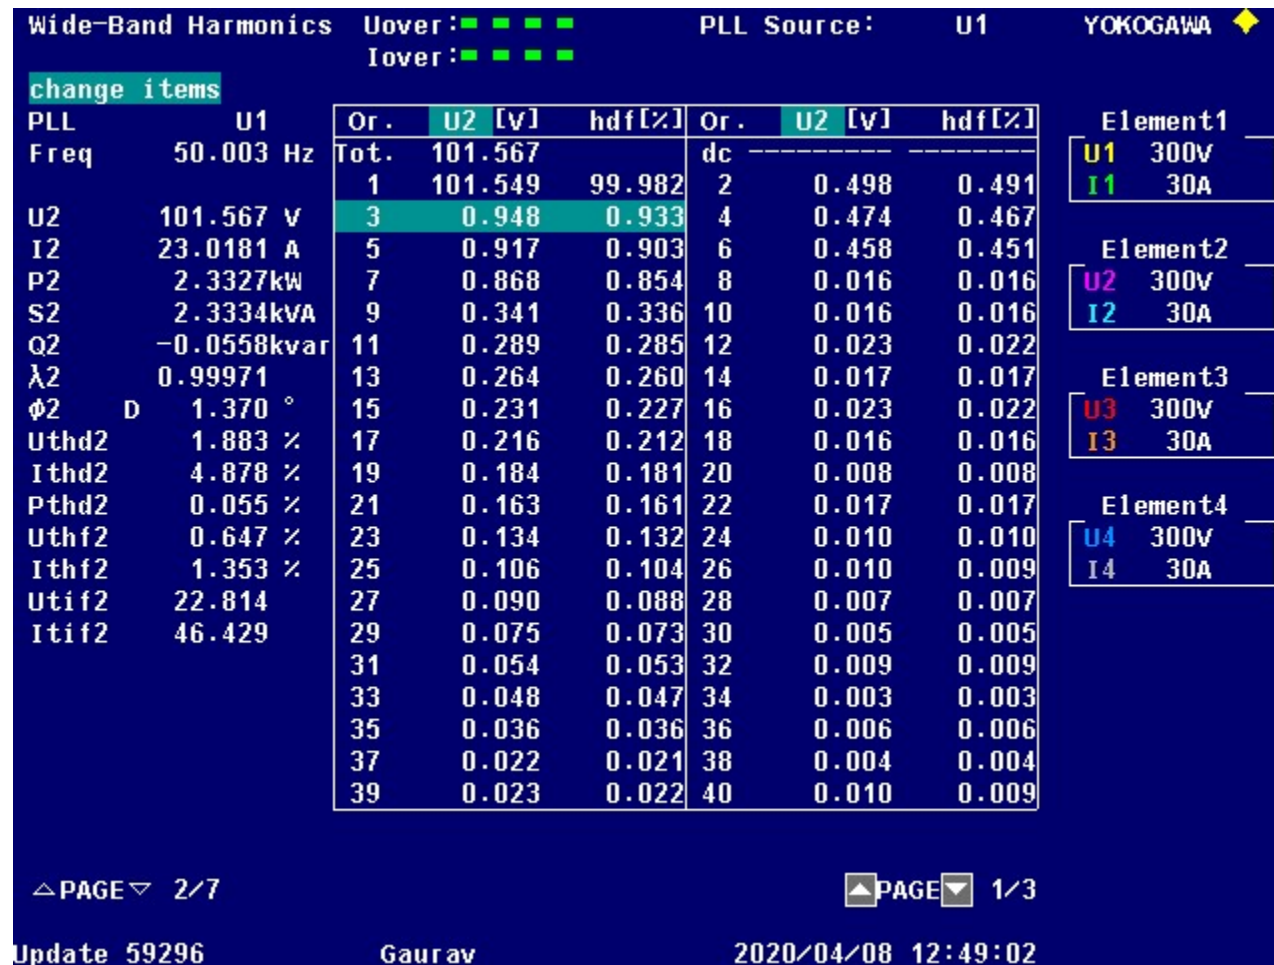 Wide-Band Harmonics Uover: PLL Source: U1 YOKOGAWA
Iover:
change items
PLL U1 Or. U2 [V] hdf[%] Or. U2 [V] hdf[%] Element1
Freq 50.003 Hz Tot. 101.567 dc --------- -------- U1 300V
1 101.549 99.982 2 0.498 0.491 I1 30A
U2 101.567 V 3 0.948 0.933 4 0.474 0.467
I2 23.0181 A 5 0.917 0.903 6 0.458 0.451 Element2
P2 2.3327kW 7 0.868 0.854 8 0.016 0.016 U2 300V
S2 2.3334kVA 9 0.341 0.336 10 0.016 0.016 I2 30A
Q2 -0.0558kvar 11 0.289 0.285 12 0.023 0.022
λ2 0.99971 13 0.264 0.260 14 0.017 0.017 Element3
ϕ2 D 1.370 ° 15 0.231 0.227 16 0.023 0.022 U3 300V
Uthd2 1.883 % 17 0.216 0.212 18 0.016 0.016 I3 30A
Ithd2 4.878 % 19 0.184 0.181 20 0.008 0.008
Pthd2 0.055 % 21 0.163 0.161 22 0.017 0.017 Element4
Uthf2 0.647 % 23 0.134 0.132 24 0.010 0.010 U4 300V
Ithf2 1.353 % 25 0.106 0.104 26 0.010 0.009 I4 30A
Utif2 22.814 27 0.090 0.088 28 0.007 0.007
Itif2 46.429 29 0.075 0.073 30 0.005 0.005
31 0.054 0.053 32 0.009 0.009
33 0.048 0.047 34 0.003 0.003
35 0.036 0.036 36 0.006 0.006
37 0.022 0.021 38 0.004 0.004
39 0.023 0.022 40 0.010 0.009
△PAGE▽ 2/7 ▲PAGE▼ 1/3
Update 59296 Gaurav 2020/04/08 12:49:02